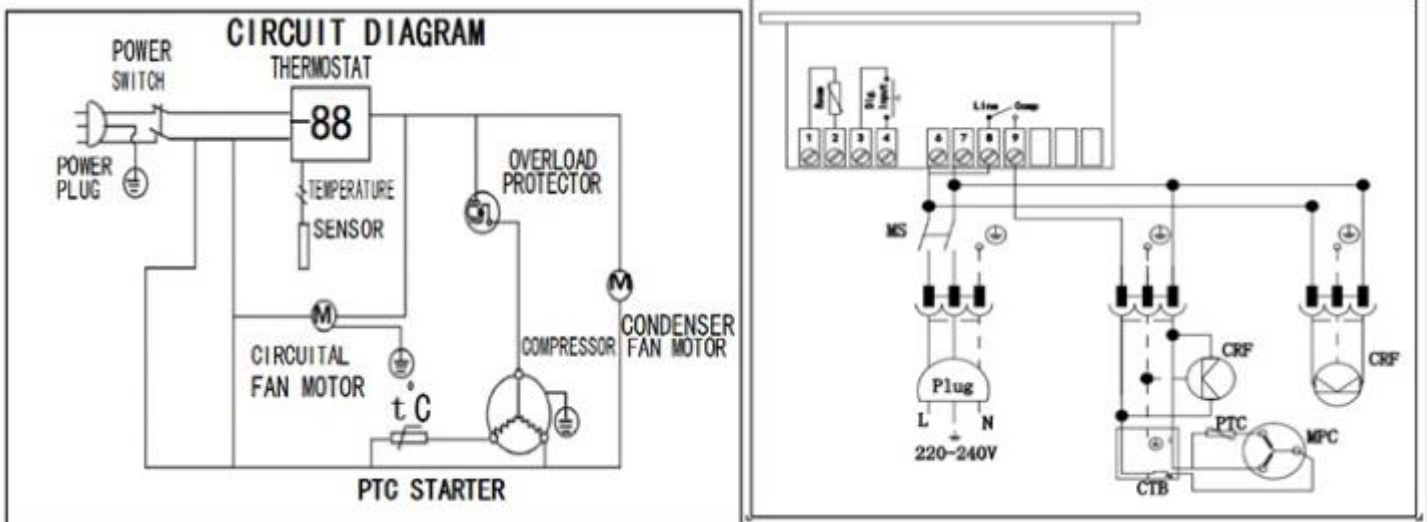 CIRCUIT DIAGRAM
POWER
SWITCH
THERMOSTAT
88
POWER
PLUG
TEMPERATURE
SENSOR
OVERLOAD
PROTECTOR
M
M
CIRCUITAL
FAN MOTOR
COMPRESSOR
CONDENSER
FAN MOTOR
t°C
PTC STARTER
Dig.
Input
Line Comp
1 2 3 4 6 7 8 9
MS
Plug
L N
220-240V
CRF
CRF
PTC
MPC
CTB